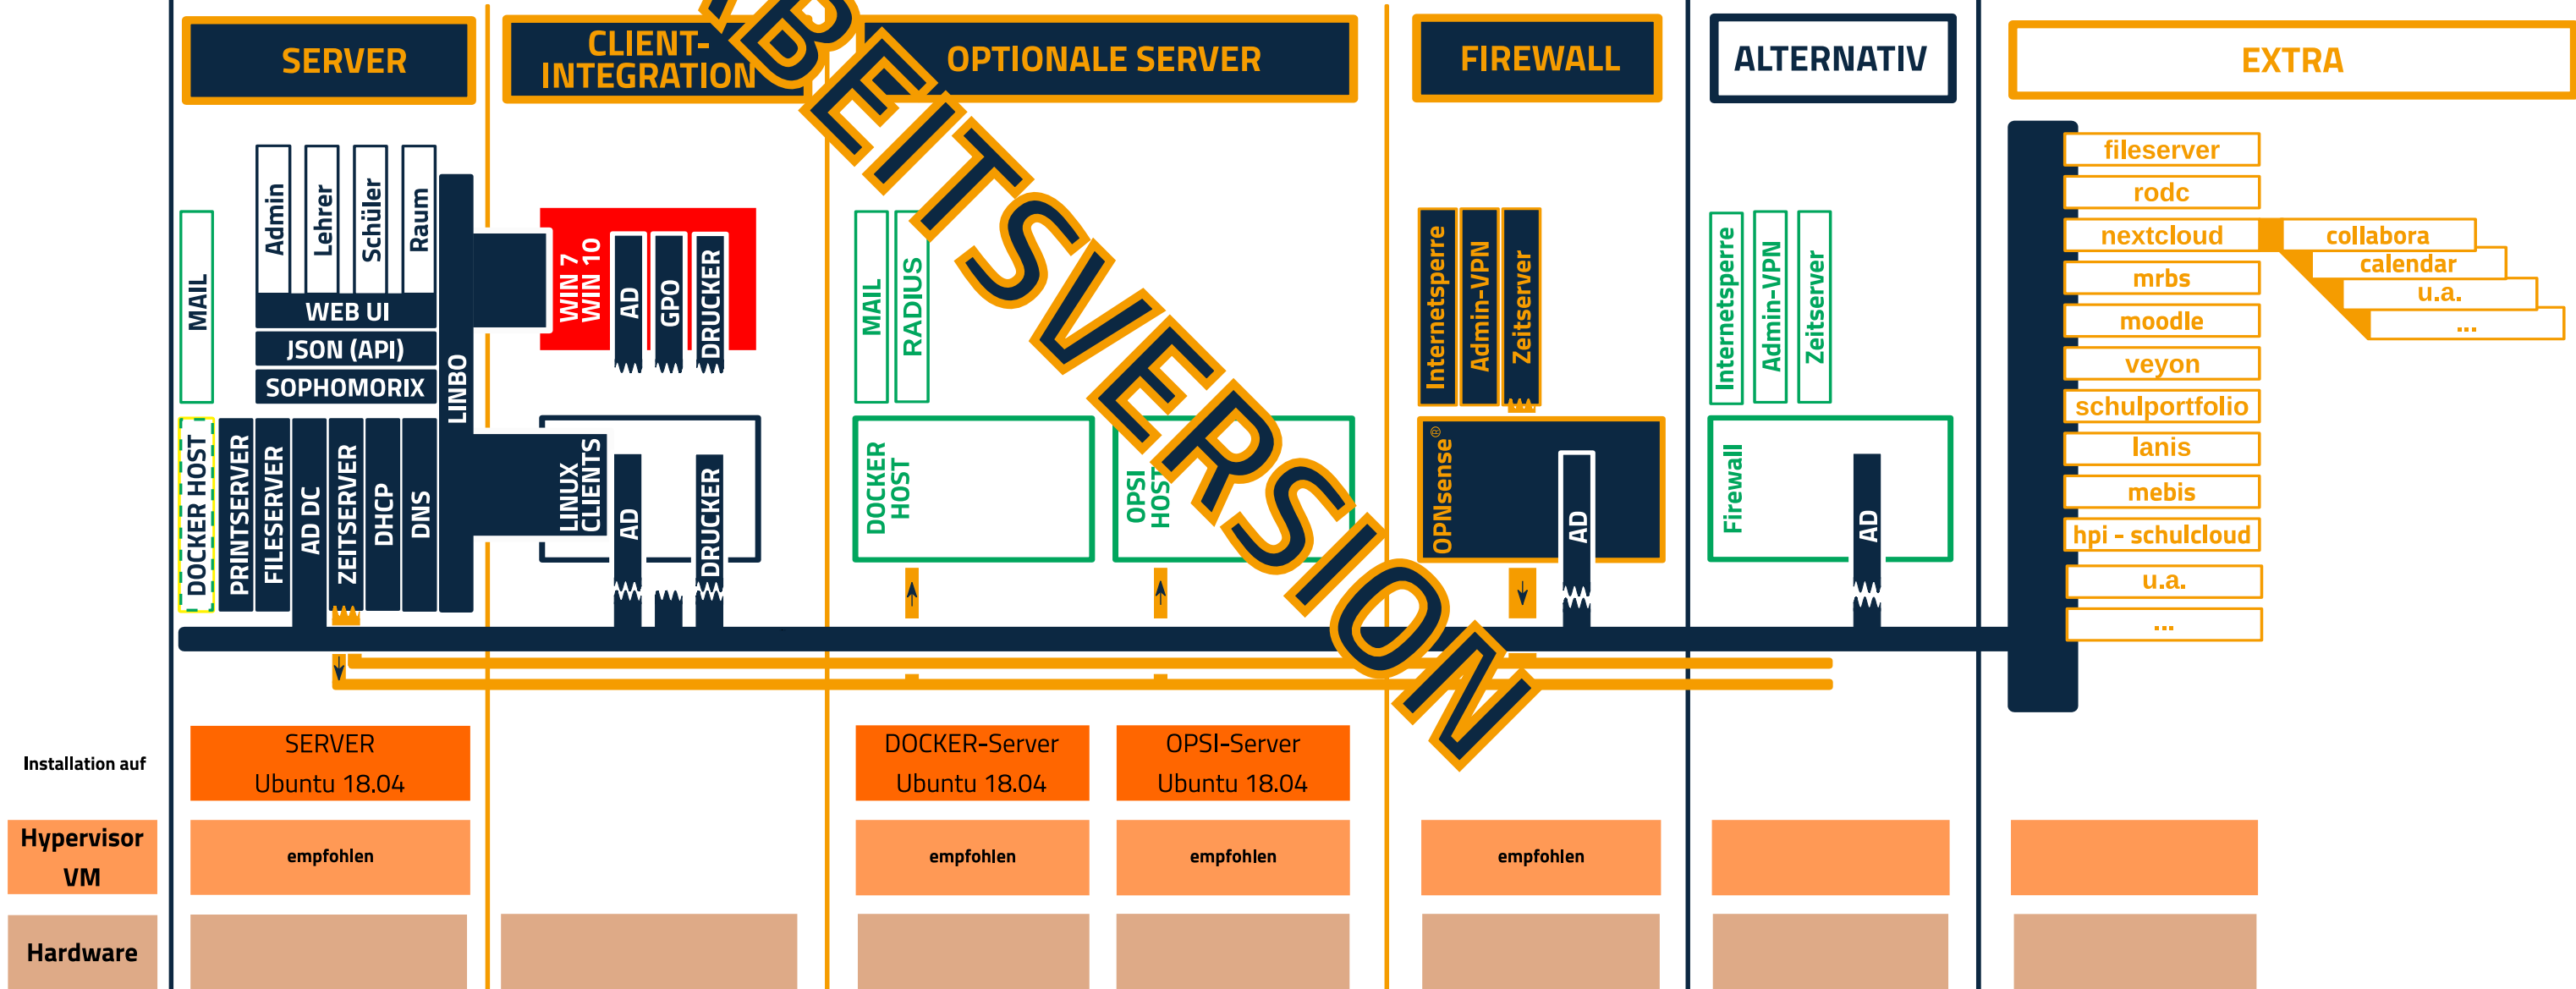 SERVER
CLIENT-
INTEGRATION
OPTIONALE SERVER
FIREWALL
ALTERNATIV
EXTRA
BEITSVERSION
MAIL
Admin
Lehrer
Schüler
Raum
WEB UI
JSON (API)
SOPHOMORIX
LINBO
DOCKER HOST
PRINTSERVER
FILESERVER
AD DC
ZEITSERVER
DHCP
DNS
WIN 7
WIN 10
AD
GPO
DRUCKER
LINUX
CLIENTS
AD
DRUCKER
MAIL
RADIUS
DOCKER
HOST
OPSI
HOST
Internetsperre
Admin-VPN
Zeitserver
OPNsense®
AD
Internetsperre
Admin-VPN
Zeitserver
Firewall
AD
fileserver
rodc
nextcloud
collabora
calendar
u.a.
...
mrbs
moodle
veyon
schulportfolio
lanis
mebis
hpi - schulcloud
u.a.
...
Installation auf
SERVER
Ubuntu 18.04
DOCKER-Server
Ubuntu 18.04
OPSI-Server
Ubuntu 18.04
Hypervisor
VM
empfohlen
empfohlen
empfohlen
empfohlen
Hardware